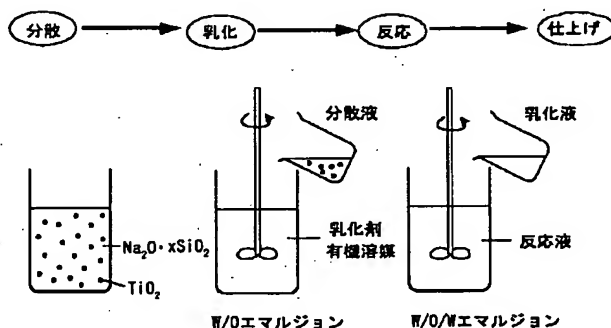 分散 乳化 反応 仕上げ
分散液
乳化液
Na₂O・xSiO₂
TiO₂
乳化剤
有機溶媒
反応液
W/Oエマルジョン
W/O/Wエマルジョン